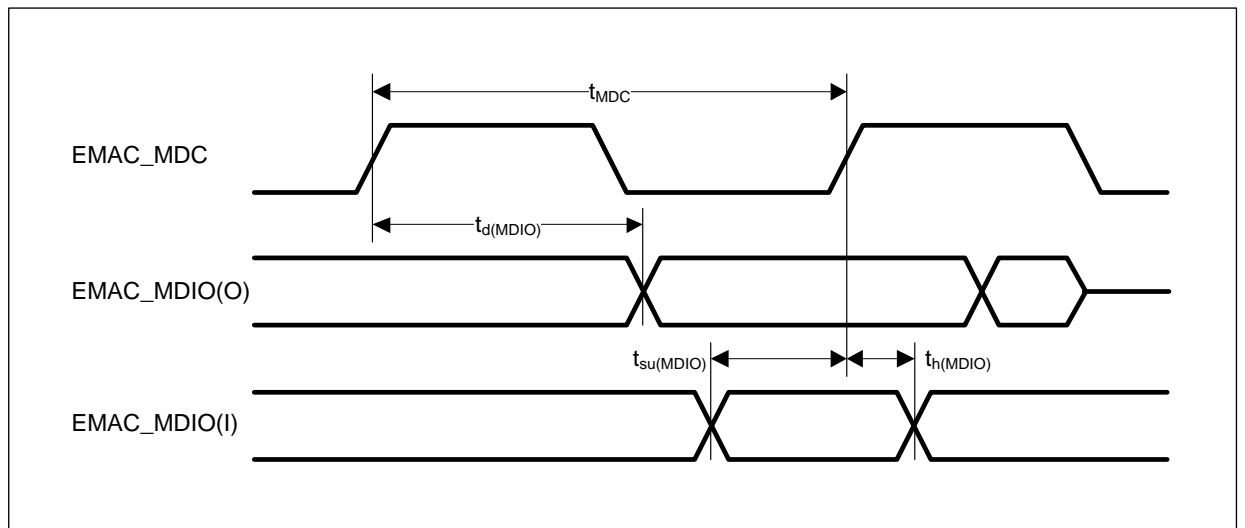 tMDC
EMAC_MDC
td(MDIO)
EMAC_MDIO(O)
tsu(MDIO) th(MDIO)
EMAC_MDIO(I)